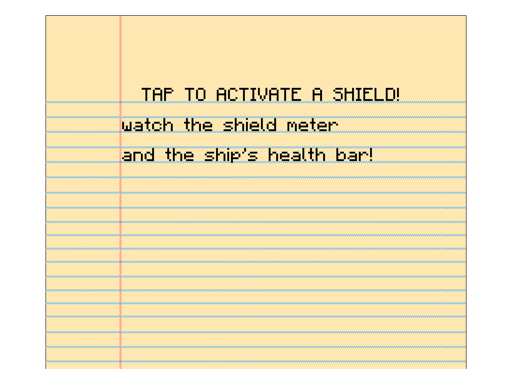 TAP TO ACTIVATE A SHIELD!
watch the shield meter
and the ship's health bar!